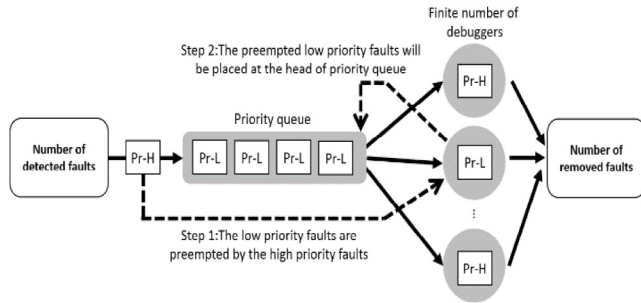 Finite number of
debuggers
Step 2:The preempted low priority faults will
be placed at the head of priority queue
Pr-H
Priority queue
Number of
detected faults
Pr-H
Pr-L
Pr-L
Pr-L
Pr-L
Pr-L
Number of
removed faults
...
Step 1:The low priority faults are
preempted by the high priority faults
Pr-H